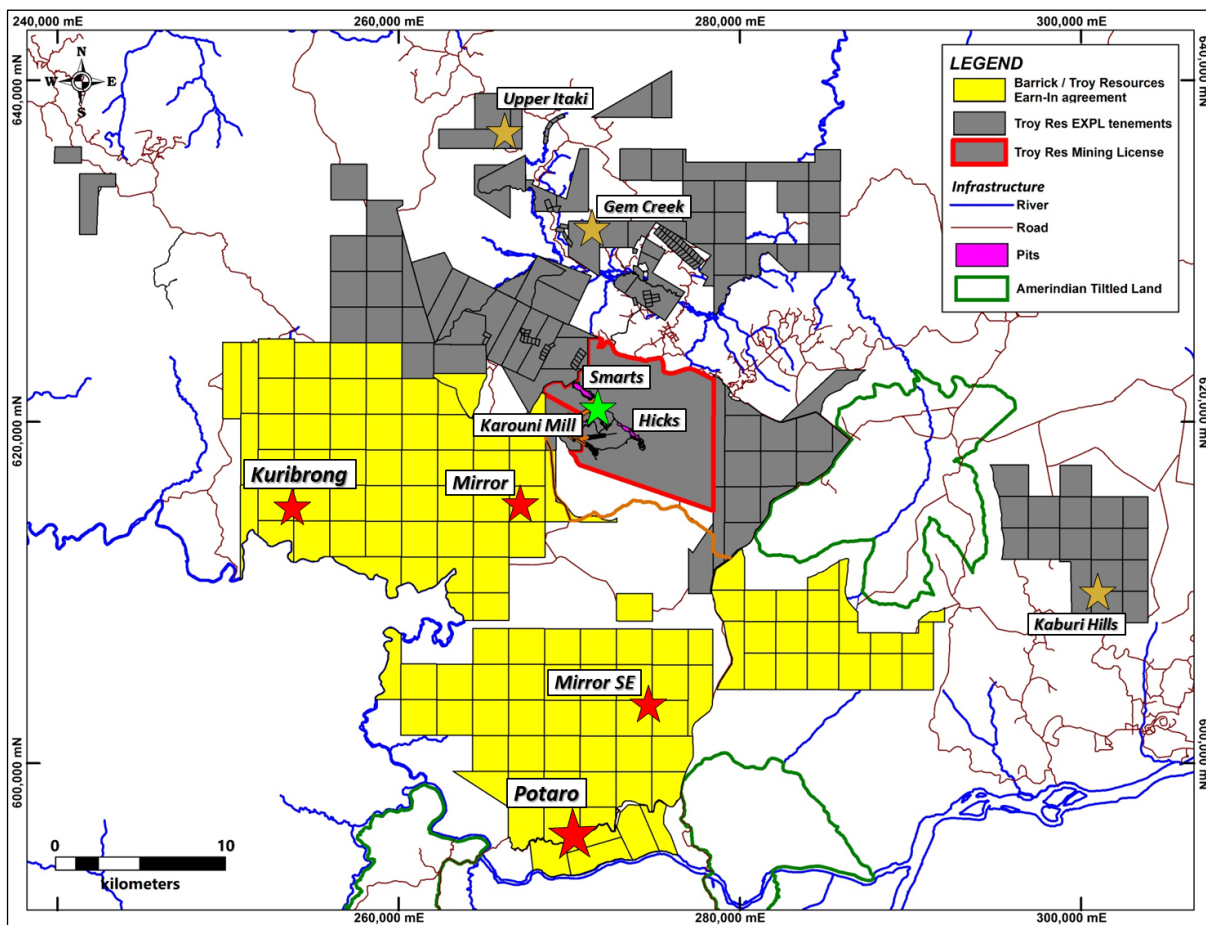 240,000 mE
260,000 mE
280,000 mE
300,000 mE
640,000 mN
640,000 mN
N
W E
S
LEGEND
Barrick / Troy Resources
Earn-In agreement
Troy Res EXPL tenements
Troy Res Mining License
Infrastructure
River
Road
Pits
Amerindian Tiltled Land
Upper Itaki
Gem Creek
Smarts
Karouni Mill
Hicks
620,000 mN
620,000 mN
Kuribrong
Mirror
Kaburi Hills
Mirror SE
600,000 mN
600,000 mN
Potaro
0 10
kilometers
260,000 mE
280,000 mE
300,000 mE